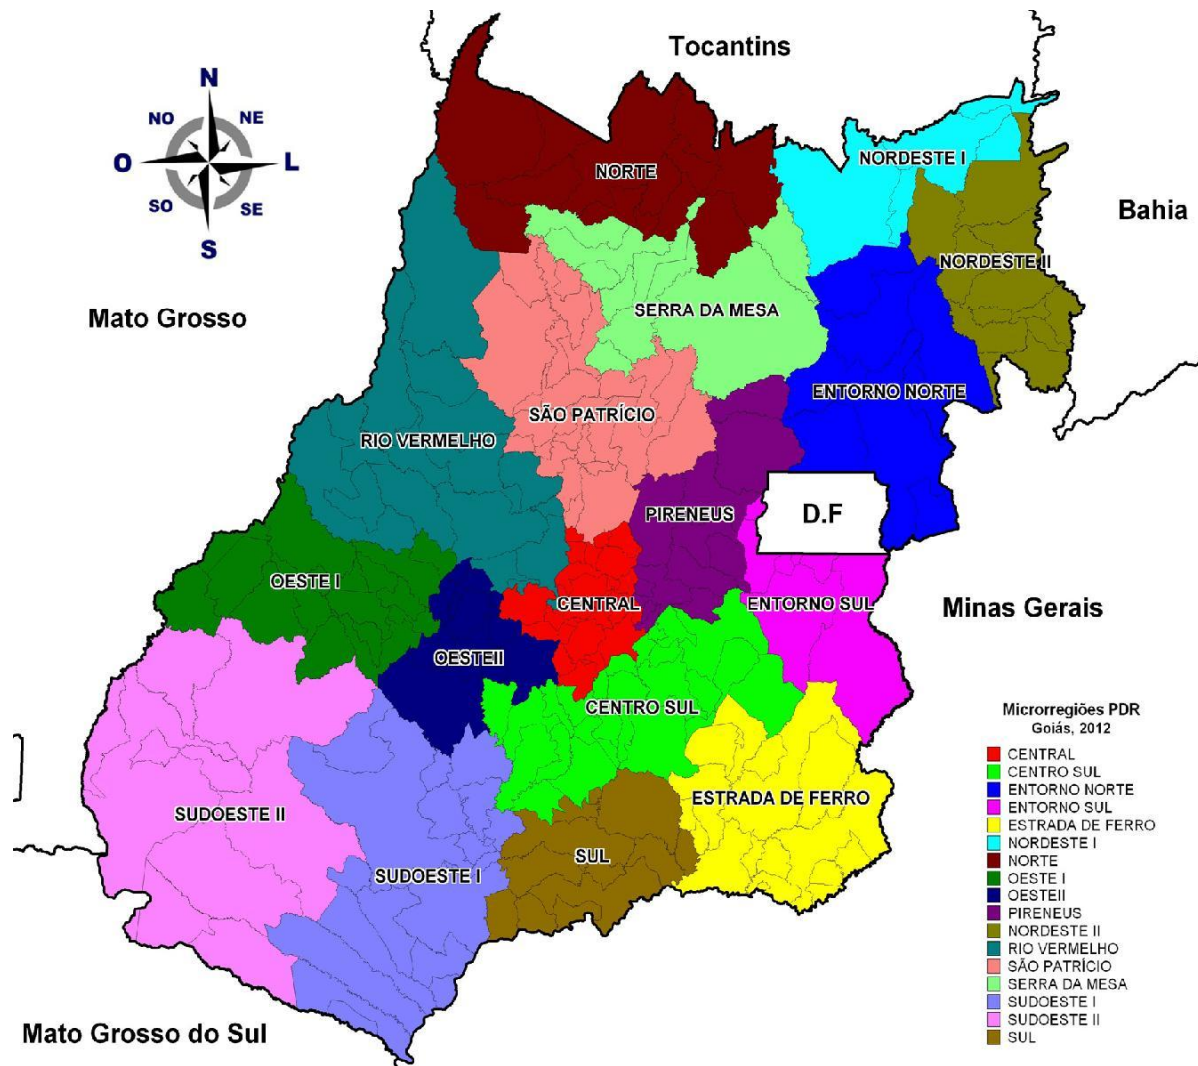 Tocantins
N
NO
NE
O
L
SO
SE
S
NORTE
NORDESTE I
Bahia
NORDESTE II
Mato Grosso
SERRA DA MESA
ENTORNO NORTE
SÃO PATRÍCIO
RIO VERMELHO
PIRENEUS
D.F
OESTE I
CENTRAL
ENTORNO SUL
Minas Gerais
OESTEII
CENTRO SUL
ESTRADA DE FERRO
SUDOESTE II
SUL
SUDOESTE I
Mato Grosso do Sul
Microrregiões PDR
Goiás, 2012
CENTRAL
CENTRO SUL
ENTORNO NORTE
ENTORNO SUL
ESTRADA DE FERRO
NORDESTE I
NORTE
OESTE I
OESTEII
PIRENEUS
NORDESTE II
RIO VERMELHO
SÃO PATRÍCIO
SERRA DA MESA
SUDOESTE I
SUDOESTE II
SUL